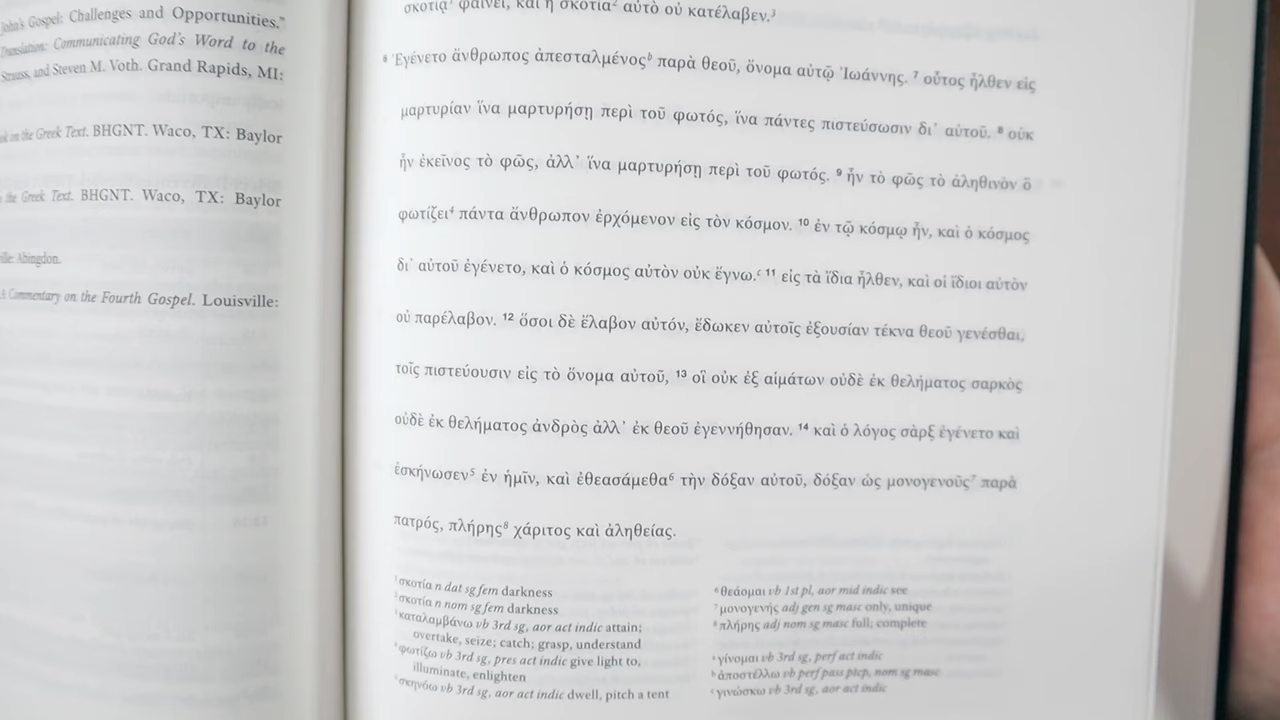 John's Gospel: Challenges and Opportunities."
Translation: Communicating God's Word to the
Strauss, and Steven M. Voth. Grand Rapids, MI:
on the Greek Text. BHGNT. Waco, TX: Baylor
the Greek Text. BHGNT. Waco, TX: Baylor
Abingdon.
A Commentary on the Fourth Gospel. Louisville:
σκοτίᾳ¹ φαίνει, καὶ ἡ σκοτία² αὐτὸ οὐ κατέλαβεν.³
⁶ Ἐγένετο ἄνθρωπος ἀπεσταλμένοςᵇ παρὰ θεοῦ, ὄνομα αὐτῷ Ἰωάννης. ⁷ οὗτος ἦλθεν εἰς
μαρτυρίαν ἵνα μαρτυρήσῃ περὶ τοῦ φωτός, ἵνα πάντες πιστεύσωσιν δι᾽ αὐτοῦ. ⁸ οὐκ
ἦν ἐκεῖνος τὸ φῶς, ἀλλ᾽ ἵνα μαρτυρήσῃ περὶ τοῦ φωτός. ⁹ ἦν τὸ φῶς τὸ ἀληθινὸν ὃ
φωτίζει⁴ πάντα ἄνθρωπον ἐρχόμενον εἰς τὸν κόσμον. ¹⁰ ἐν τῷ κόσμῳ ἦν, καὶ ὁ κόσμος
δι᾽ αὐτοῦ ἐγένετο, καὶ ὁ κόσμος αὐτὸν οὐκ ἔγνω.ᶜ ¹¹ εἰς τὰ ἴδια ἦλθεν, καὶ οἱ ἴδιοι αὐτὸν
οὐ παρέλαβον. ¹² ὅσοι δὲ ἔλαβον αὐτόν, ἔδωκεν αὐτοῖς ἐξουσίαν τέκνα θεοῦ γενέσθαι,
τοῖς πιστεύουσιν εἰς τὸ ὄνομα αὐτοῦ, ¹³ οἳ οὐκ ἐξ αἱμάτων οὐδὲ ἐκ θελήματος σαρκὸς
οὐδὲ ἐκ θελήματος ἀνδρὸς ἀλλ᾽ ἐκ θεοῦ ἐγεννήθησαν. ¹⁴ καὶ ὁ λόγος σὰρξ ἐγένετο καὶ
ἐσκήνωσεν⁵ ἐν ἡμῖν, καὶ ἐθεασάμεθα⁶ τὴν δόξαν αὐτοῦ, δόξαν ὡς μονογενοῦς⁷ παρὰ
πατρός, πλήρης⁸ χάριτος καὶ ἀληθείας.
¹ σκοτία n dat sg fem darkness
² σκοτία n nom sg fem darkness
³ καταλαμβάνω vb 3rd sg, aor act indic attain;
overtake, seize; catch; grasp, understand
⁴ φωτίζω vb 3rd sg, pres act indic give light to,
illuminate, enlighten
⁵ σκηνόω vb 3rd sg, aor act indic dwell, pitch a tent
⁶ θεάομαι vb 1st pl, aor mid indic see
⁷ μονογενής adj gen sg masc only, unique
⁸ πλήρης adj nom sg masc full; complete
ᵃ γίνομαι vb 3rd sg, perf act indic
ᵇ ἀποστέλλω vb perf pass ptcp, nom sg masc
ᶜ γινώσκω vb 3rd sg, aor act indic